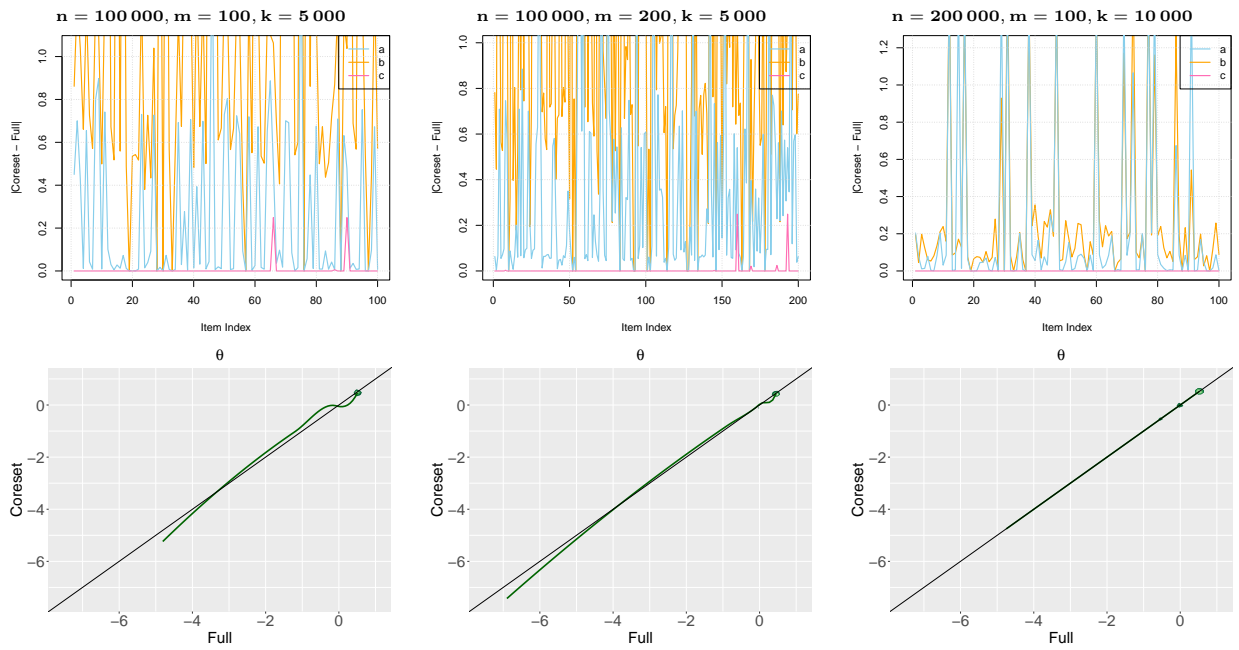 n = 100 000, m = 100, k = 5 000
|Coreset − Full|
1.0
0.8
0.6
0.4
0.2
0.0
a
b
c
0 20 40 60 80 100
Item Index
n = 100 000, m = 200, k = 5 000
|Coreset − Full|
1.0
0.8
0.6
0.4
0.2
0.0
a
b
c
0 50 100 150 200
Item Index
n = 200 000, m = 100, k = 10 000
|Coreset − Full|
1.2
1.0
0.8
0.6
0.4
0.2
0.0
a
b
c
0 20 40 60 80 100
Item Index
θ
Coreset
0
−2
−4
−6
−6 −4 −2 0
Full
θ
Coreset
0
−2
−4
−6
−6 −4 −2 0
Full
θ
Coreset
0
−2
−4
−6
−6 −4 −2 0
Full